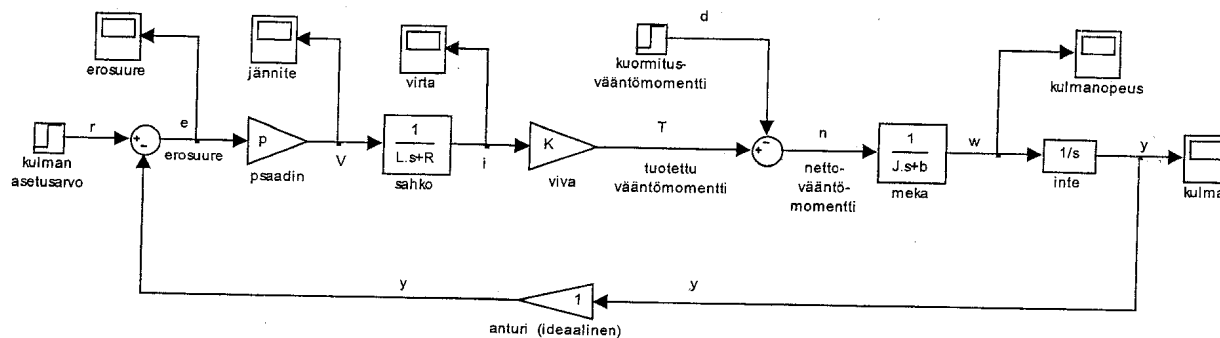 d
erosuure
jännite
virta
kuormitus-
vääntömomentti
kulmanopeus
r
+
-
e
erosuure
p
psaadin
V
1
L.s+R
sahko
i
K
viva
T
tuotettu
vääntömomentti
+
-
n
netto-
vääntö-
momentti
1
J.s+b
meka
w
1/s
inte
y
kulma
kulman
asetusarvo
y
1
y
anturi (ideaalinen)